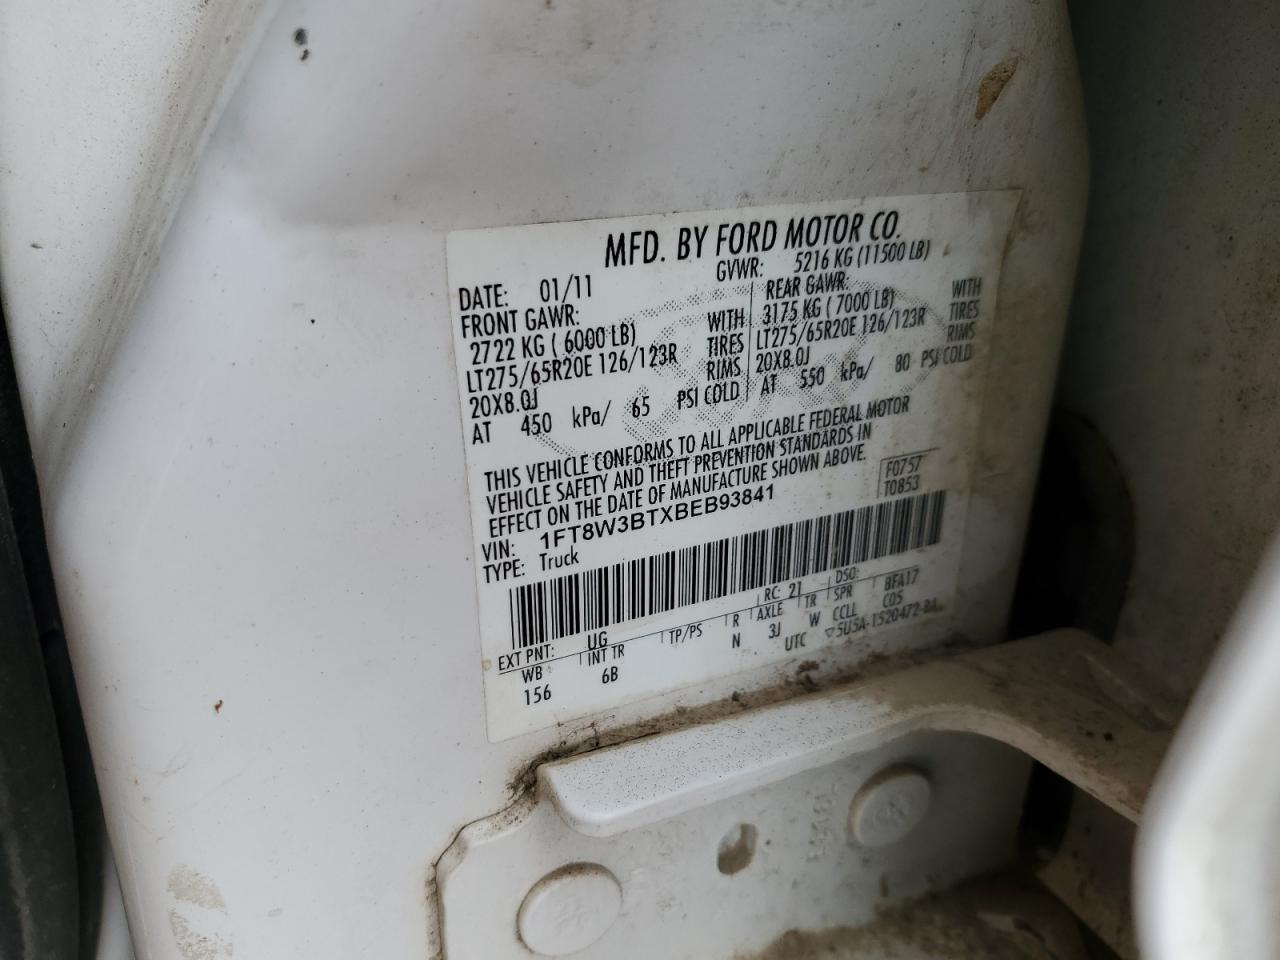 MFD. BY FORD MOTOR CO.
DATE: 01/11 GVWR: 5216 KG (11500 LB)
FRONT GAWR: REAR GAWR:
2722 KG ( 6000 LB) WITH 3175 KG ( 7000 LB) WITH
LT275/65R20E 126/123R TIRES LT275/65R20E 126/123R TIRES
20X8.0J RIMS 20X8.0J RIMS
AT 450 kPa/ 65 PSI COLD AT 550 kPa/ 80 PSI COLD
THIS VEHICLE CONFORMS TO ALL APPLICABLE FEDERAL MOTOR
VEHICLE SAFETY AND THEFT PREVENTION STANDARDS IN
EFFECT ON THE DATE OF MANUFACTURE SHOWN ABOVE.
F0757
T0853
VIN: 1FT8W3BTXBEB93841
TYPE: Truck
EXT PNT: UG RC: 21 DSO:
WB INT TR TP/PS R AXLE TR SPR BFA17
156 6B N 3J W CCLL C05
UTC ▽5U5A-1520472-BA